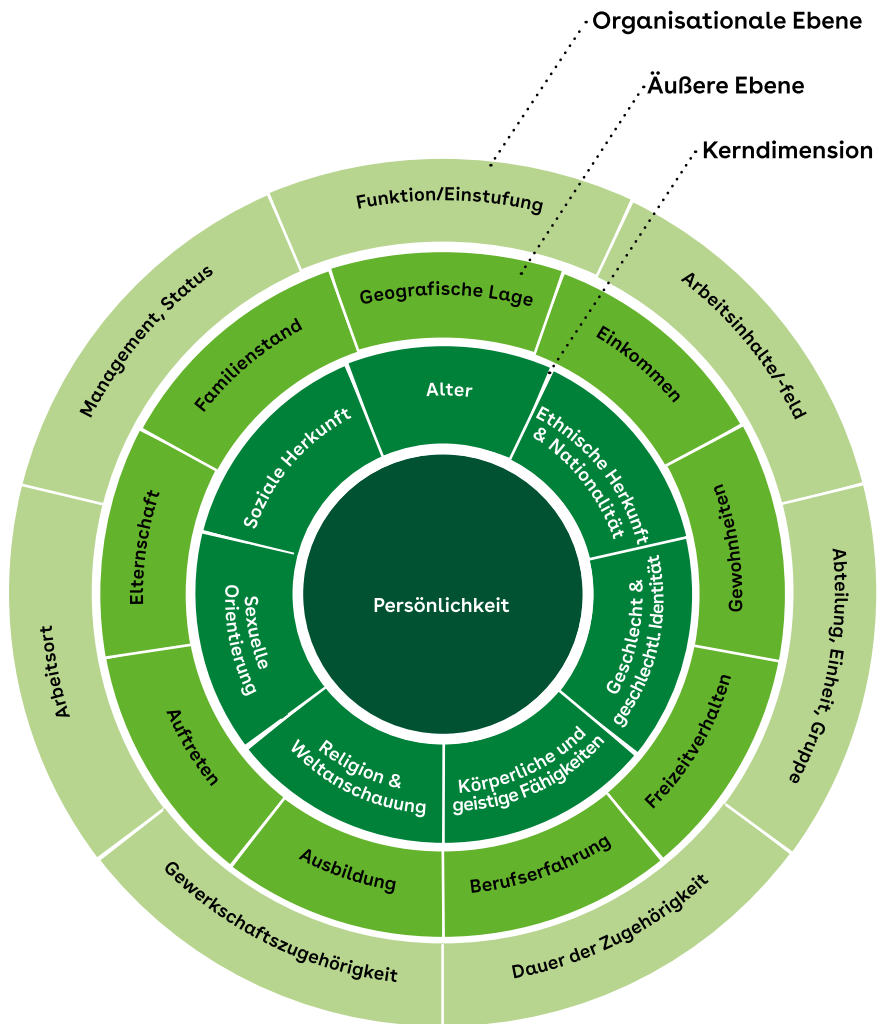 Organisationale Ebene
Äußere Ebene
Kerndimension
Funktion/Einstufung
Arbeitsinhalte/-feld
Abteilung, Einheit, Gruppe
Dauer der Zugehörigkeit
Gewerkschaftszugehörigkeit
Arbeitsort
Management, Status
Geografische Lage
Einkommen
Gewohnheiten
Freizeitverhalten
Berufserfahrung
Ausbildung
Auftreten
Elternschaft
Familienstand
Alter
Ethnische Herkunft
& Nationalität
Geschlecht &
geschlechtl. Identität
Körperliche und
geistige Fähigkeiten
Religion &
Weltanschauung
Sexuelle
Orientierung
Soziale Herkunft
Persönlichkeit